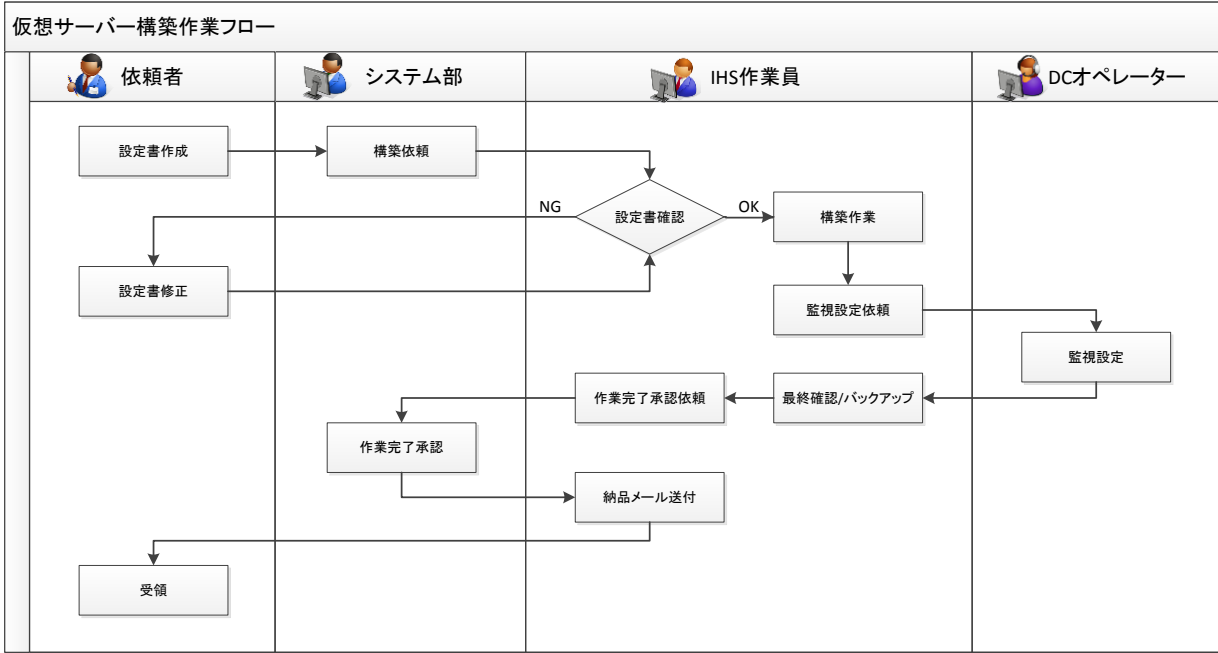 仮想サーバー構築作業フロー
依頼者
システム部
IHS作業員
DCオペレーター
設定書作成
構築依頼
NG
設定書確認
OK
構築作業
設定書修正
監視設定依頼
監視設定
作業完了承認依頼
最終確認/バックアップ
作業完了承認
納品メール送付
受領